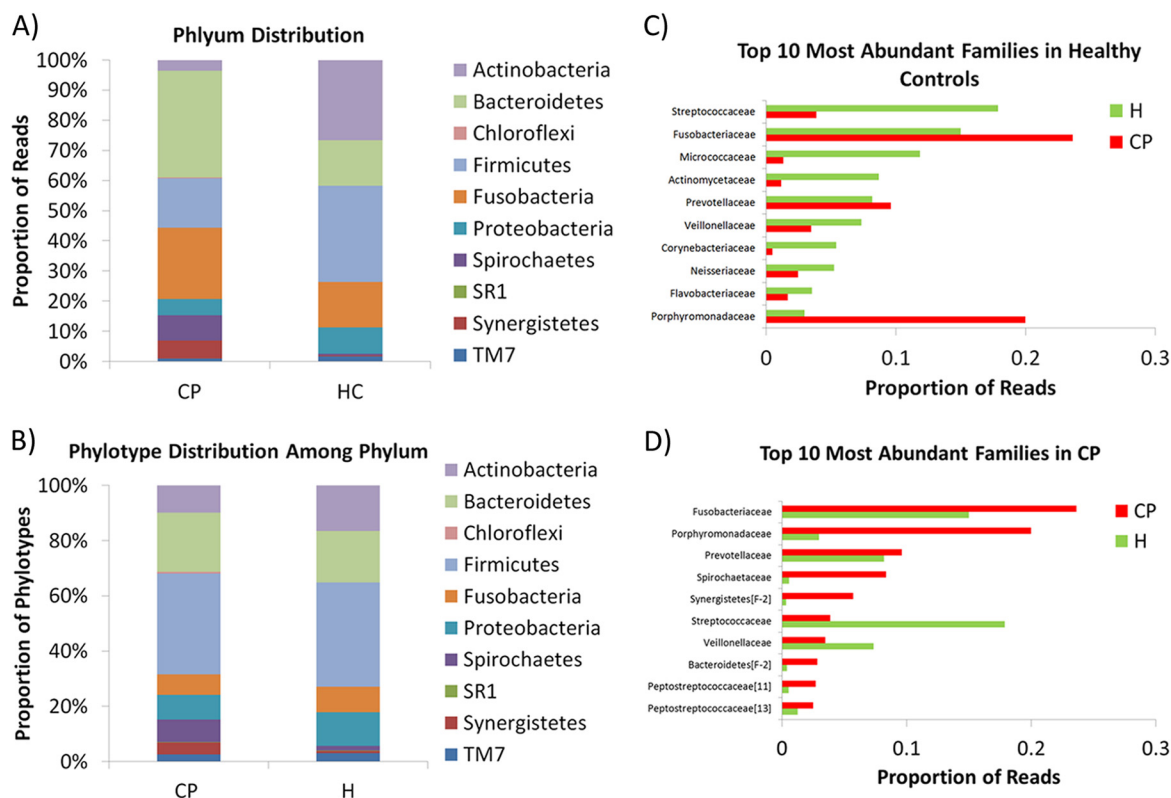 A)
Phlyum Distribution
100%
90%
80%
70%
60%
50%
40%
30%
20%
10%
0%
Proportion of Reads
CP
HC
Actinobacteria
Bacteroidetes
Chloroflexi
Firmicutes
Fusobacteria
Proteobacteria
Spirochaetes
SR1
Synergistetes
TM7
B)
Phylotype Distribution Among Phylum
100%
80%
60%
40%
20%
0%
Proportion of Phylotypes
CP
H
Actinobacteria
Bacteroidetes
Chloroflexi
Firmicutes
Fusobacteria
Proteobacteria
Spirochaetes
SR1
Synergistetes
TM7
C)
Top 10 Most Abundant Families in Healthy
Controls
Streptococcaceae
Fusobacteriaceae
Micrococcaceae
Actinomycetaceae
Prevotellaceae
Veillonellaceae
Corynebacteriaceae
Neisseriaceae
Flavobacteriaceae
Porphyromonadaceae
H
CP
0
0.1
0.2
0.3
Proportion of Reads
D)
Top 10 Most Abundant Families in CP
Fusobacteriaceae
Porphyromonadaceae
Prevotellaceae
Spirochaetaceae
Synergistetes[F-2]
Streptococcaceae
Veillonellaceae
Bacteroidetes[F-2]
Peptostreptococcaceae[11]
Peptostreptococcaceae[13]
CP
H
0
0.1
0.2
0.3
Proportion of Reads